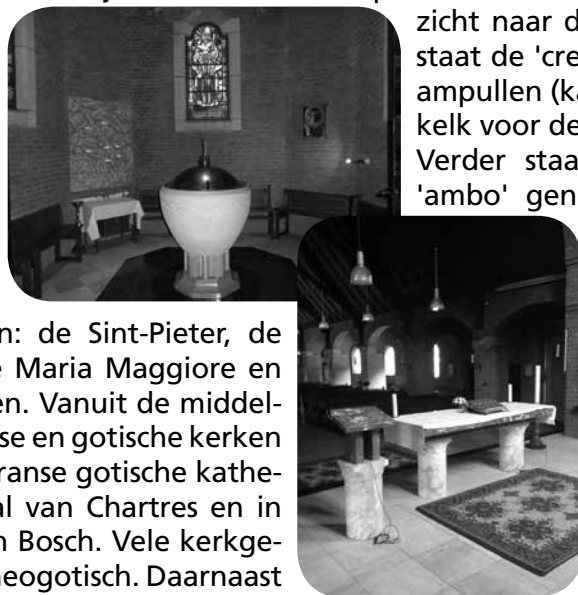 zicht naar d
staat de 'cre
ampullen (ka
kelk voor de
Verder staa
'ambo' gen
n: de Sint-Pieter, de
Maria Maggiore en
en. Vanuit de middel-
se en gotische kerken
ranse gotische kathe-
al van Chartres en in
n Bosch. Vele kerkge-
neogotisch. Daarnaast